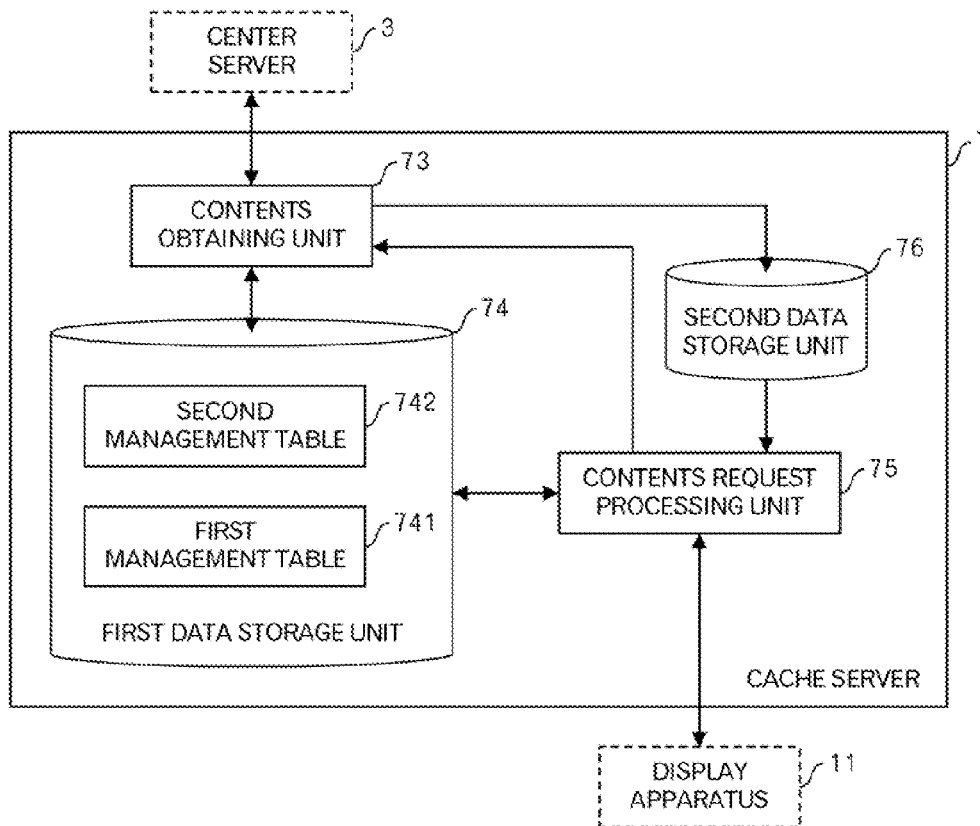 CENTER
SERVER
3
73
CONTENTS
OBTAINING UNIT
76
SECOND DATA
STORAGE UNIT
74
SECOND
MANAGEMENT TABLE
742
CONTENTS REQUEST
PROCESSING UNIT
75
FIRST
MANAGEMENT TABLE
741
FIRST DATA STORAGE UNIT
CACHE SERVER
DISPLAY
APPARATUS
11